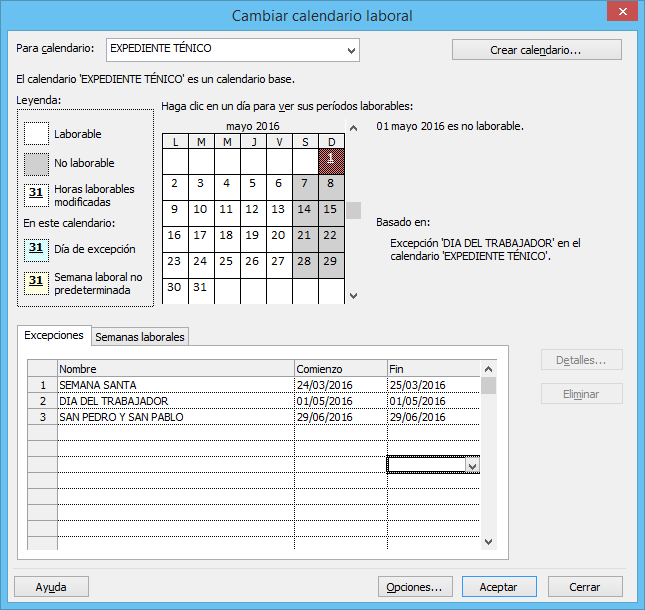 Cambiar calendario laboral
Para calendario: EXPEDIENTE TÉNICO Crear calendario...
El calendario 'EXPEDIENTE TÉNICO' es un calendario base.
Leyenda:
Laborable
No laborable
31 Horas laborables
modificadas
En este calendario:
31 Día de excepción
31 Semana laboral no
predeterminada
Haga clic en un día para ver sus períodos laborables:
mayo 2016
L M M J V S D
1
2 3 4 5 6 7 8
9 10 11 12 13 14 15
16 17 18 19 20 21 22
23 24 25 26 27 28 29
30 31
01 mayo 2016 es no laborable.
Basado en:
Excepción 'DIA DEL TRABAJADOR' en el
calendario 'EXPEDIENTE TÉNICO'.
Excepciones Semanas laborales
Nombre Comienzo Fin
1 SEMANA SANTA 24/03/2016 25/03/2016
2 DIA DEL TRABAJADOR 01/05/2016 01/05/2016
3 SAN PEDRO Y SAN PABLO 29/06/2016 29/06/2016
Detalles...
Eliminar
Ayuda Opciones... Aceptar Cerrar